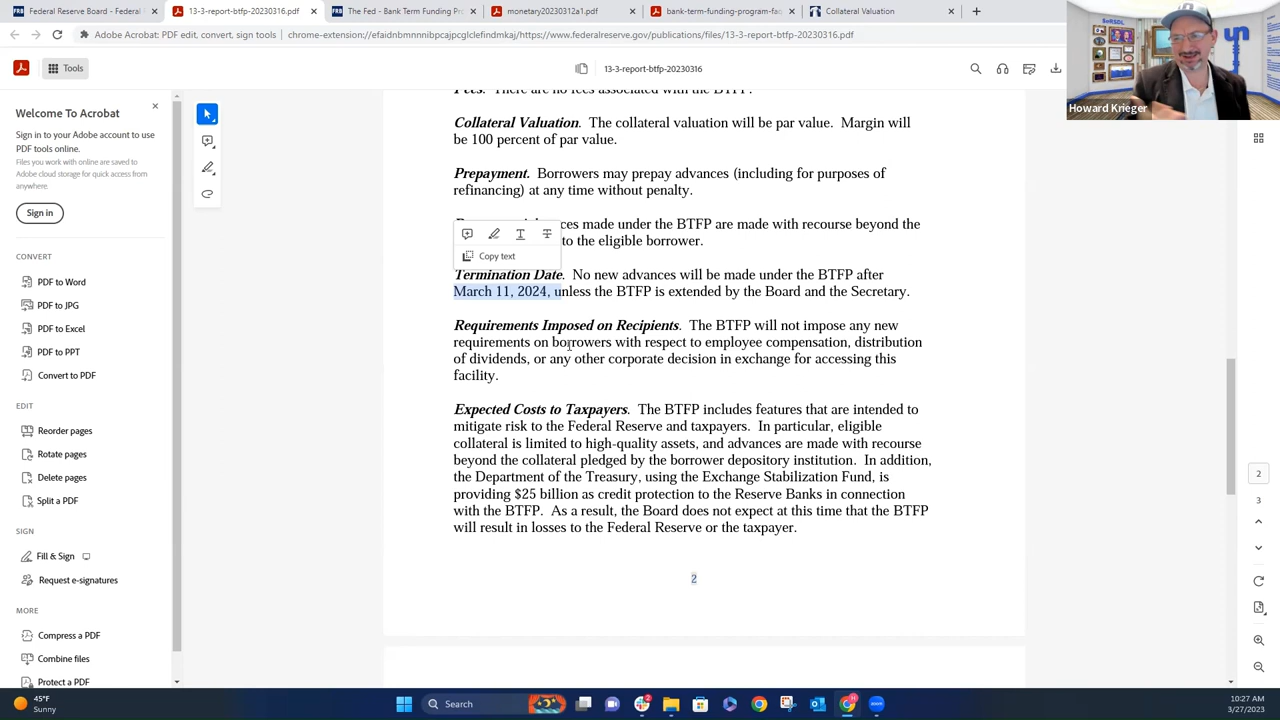 Federal Reserve Board - Federal
13-3-report-btfp-20230316.pdf
The Fed - Bank Term Funding Pro
monetary20230312a1.pdf
bank-term-funding-program-fac
Collateral Valuation
Adobe Acrobat: PDF edit, convert, sign tools | chrome-extension://efaidnbmnnnibpcajpcglclefindmkaj/https://www.federalreserve.gov/publications/files/13-3-report-btfp-20230316.pdf
Tools
13-3-report-btfp-20230316
SeRSDL
Howard Krieger
Welcome To Acrobat
Sign in to your Adobe account to use
PDF tools online.
Files you work with online are saved to
Adobe cloud storage for quick access from
anywhere.
Sign in
CONVERT
PDF to Word
PDF to JPG
PDF to Excel
PDF to PPT
Convert to PDF
EDIT
Reorder pages
Rotate pages
Delete pages
Split a PDF
SIGN
Fill & Sign
Request e-signatures
MORE
Compress a PDF
Combine files
Protect a PDF
Fees. There are no fees associated with the BTFP.
Collateral Valuation. The collateral valuation will be par value. Margin will
be 100 percent of par value.
Prepayment. Borrowers may prepay advances (including for purposes of
refinancing) at any time without penalty.
ces made under the BTFP are made with recourse beyond the
to the eligible borrower.
Copy text
Termination Date. No new advances will be made under the BTFP after
March 11, 2024, unless the BTFP is extended by the Board and the Secretary.
Requirements Imposed on Recipients. The BTFP will not impose any new
requirements on borrowers with respect to employee compensation, distribution
of dividends, or any other corporate decision in exchange for accessing this
facility.
Expected Costs to Taxpayers. The BTFP includes features that are intended to
mitigate risk to the Federal Reserve and taxpayers. In particular, eligible
collateral is limited to high-quality assets, and advances are made with recourse
beyond the collateral pledged by the borrower depository institution. In addition,
the Department of the Treasury, using the Exchange Stabilization Fund, is
providing $25 billion as credit protection to the Reserve Banks in connection
with the BTFP. As a result, the Board does not expect at this time that the BTFP
will result in losses to the Federal Reserve or the taxpayer.
2
2
3
45°F
Sunny
Search
10:27 AM
3/27/2023